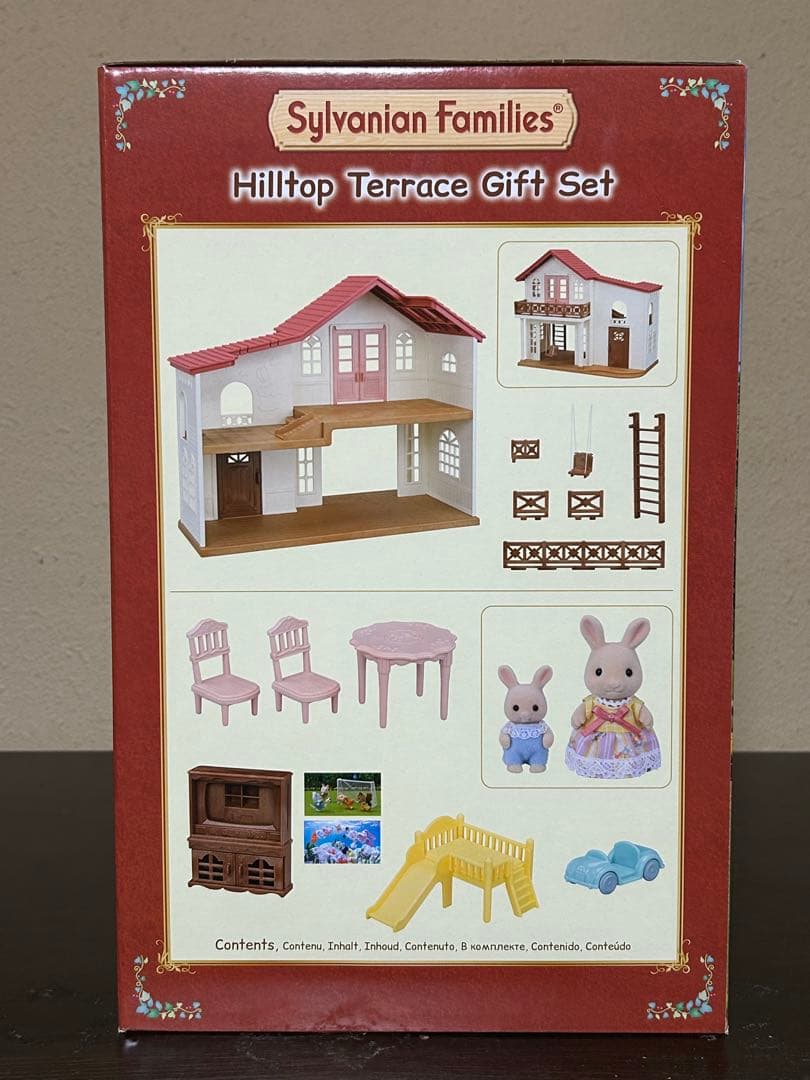 Sylvanian Families®
Hilltop Terrace Gift Set
Contents, Contenu, Inhalt, Inhoud, Contenuto, В комплекте, Contenido, Conteúdo